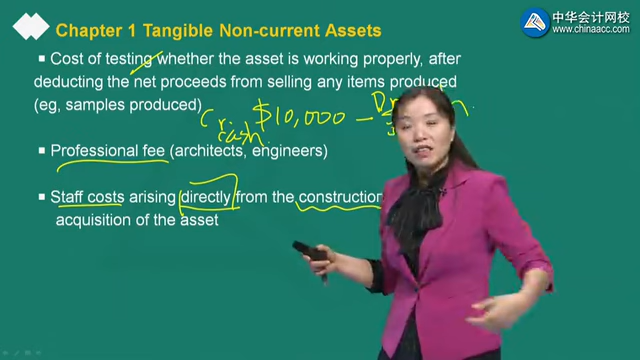 中华会计网校
www.chinaacc.com
Chapter 1 Tangible Non-current Assets
▪ Cost of testing whether the asset is working properly, after
deducting the net proceeds from selling any items produced
(eg, samples produced)
Cr cash $10,000 –
▪ Professional fee (architects, engineers)
▪ Staff costs arising directly from the construction
acquisition of the asset